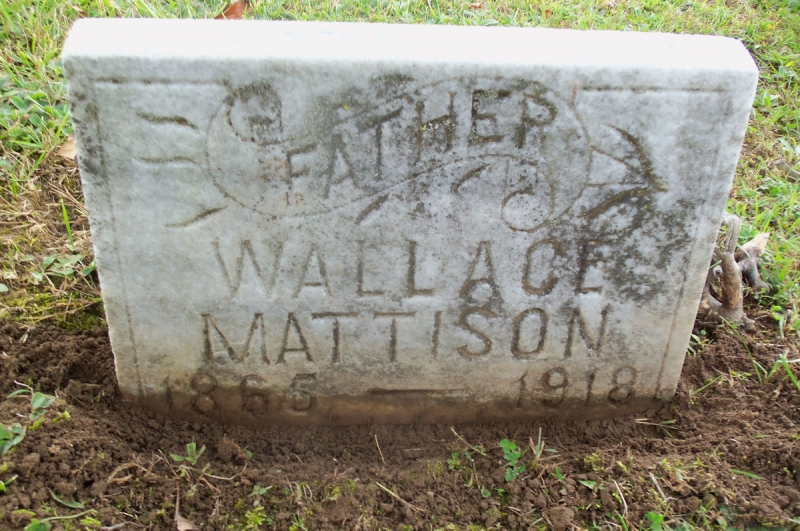 FATHER
WALLACE
MATTISON
1865 — 1918